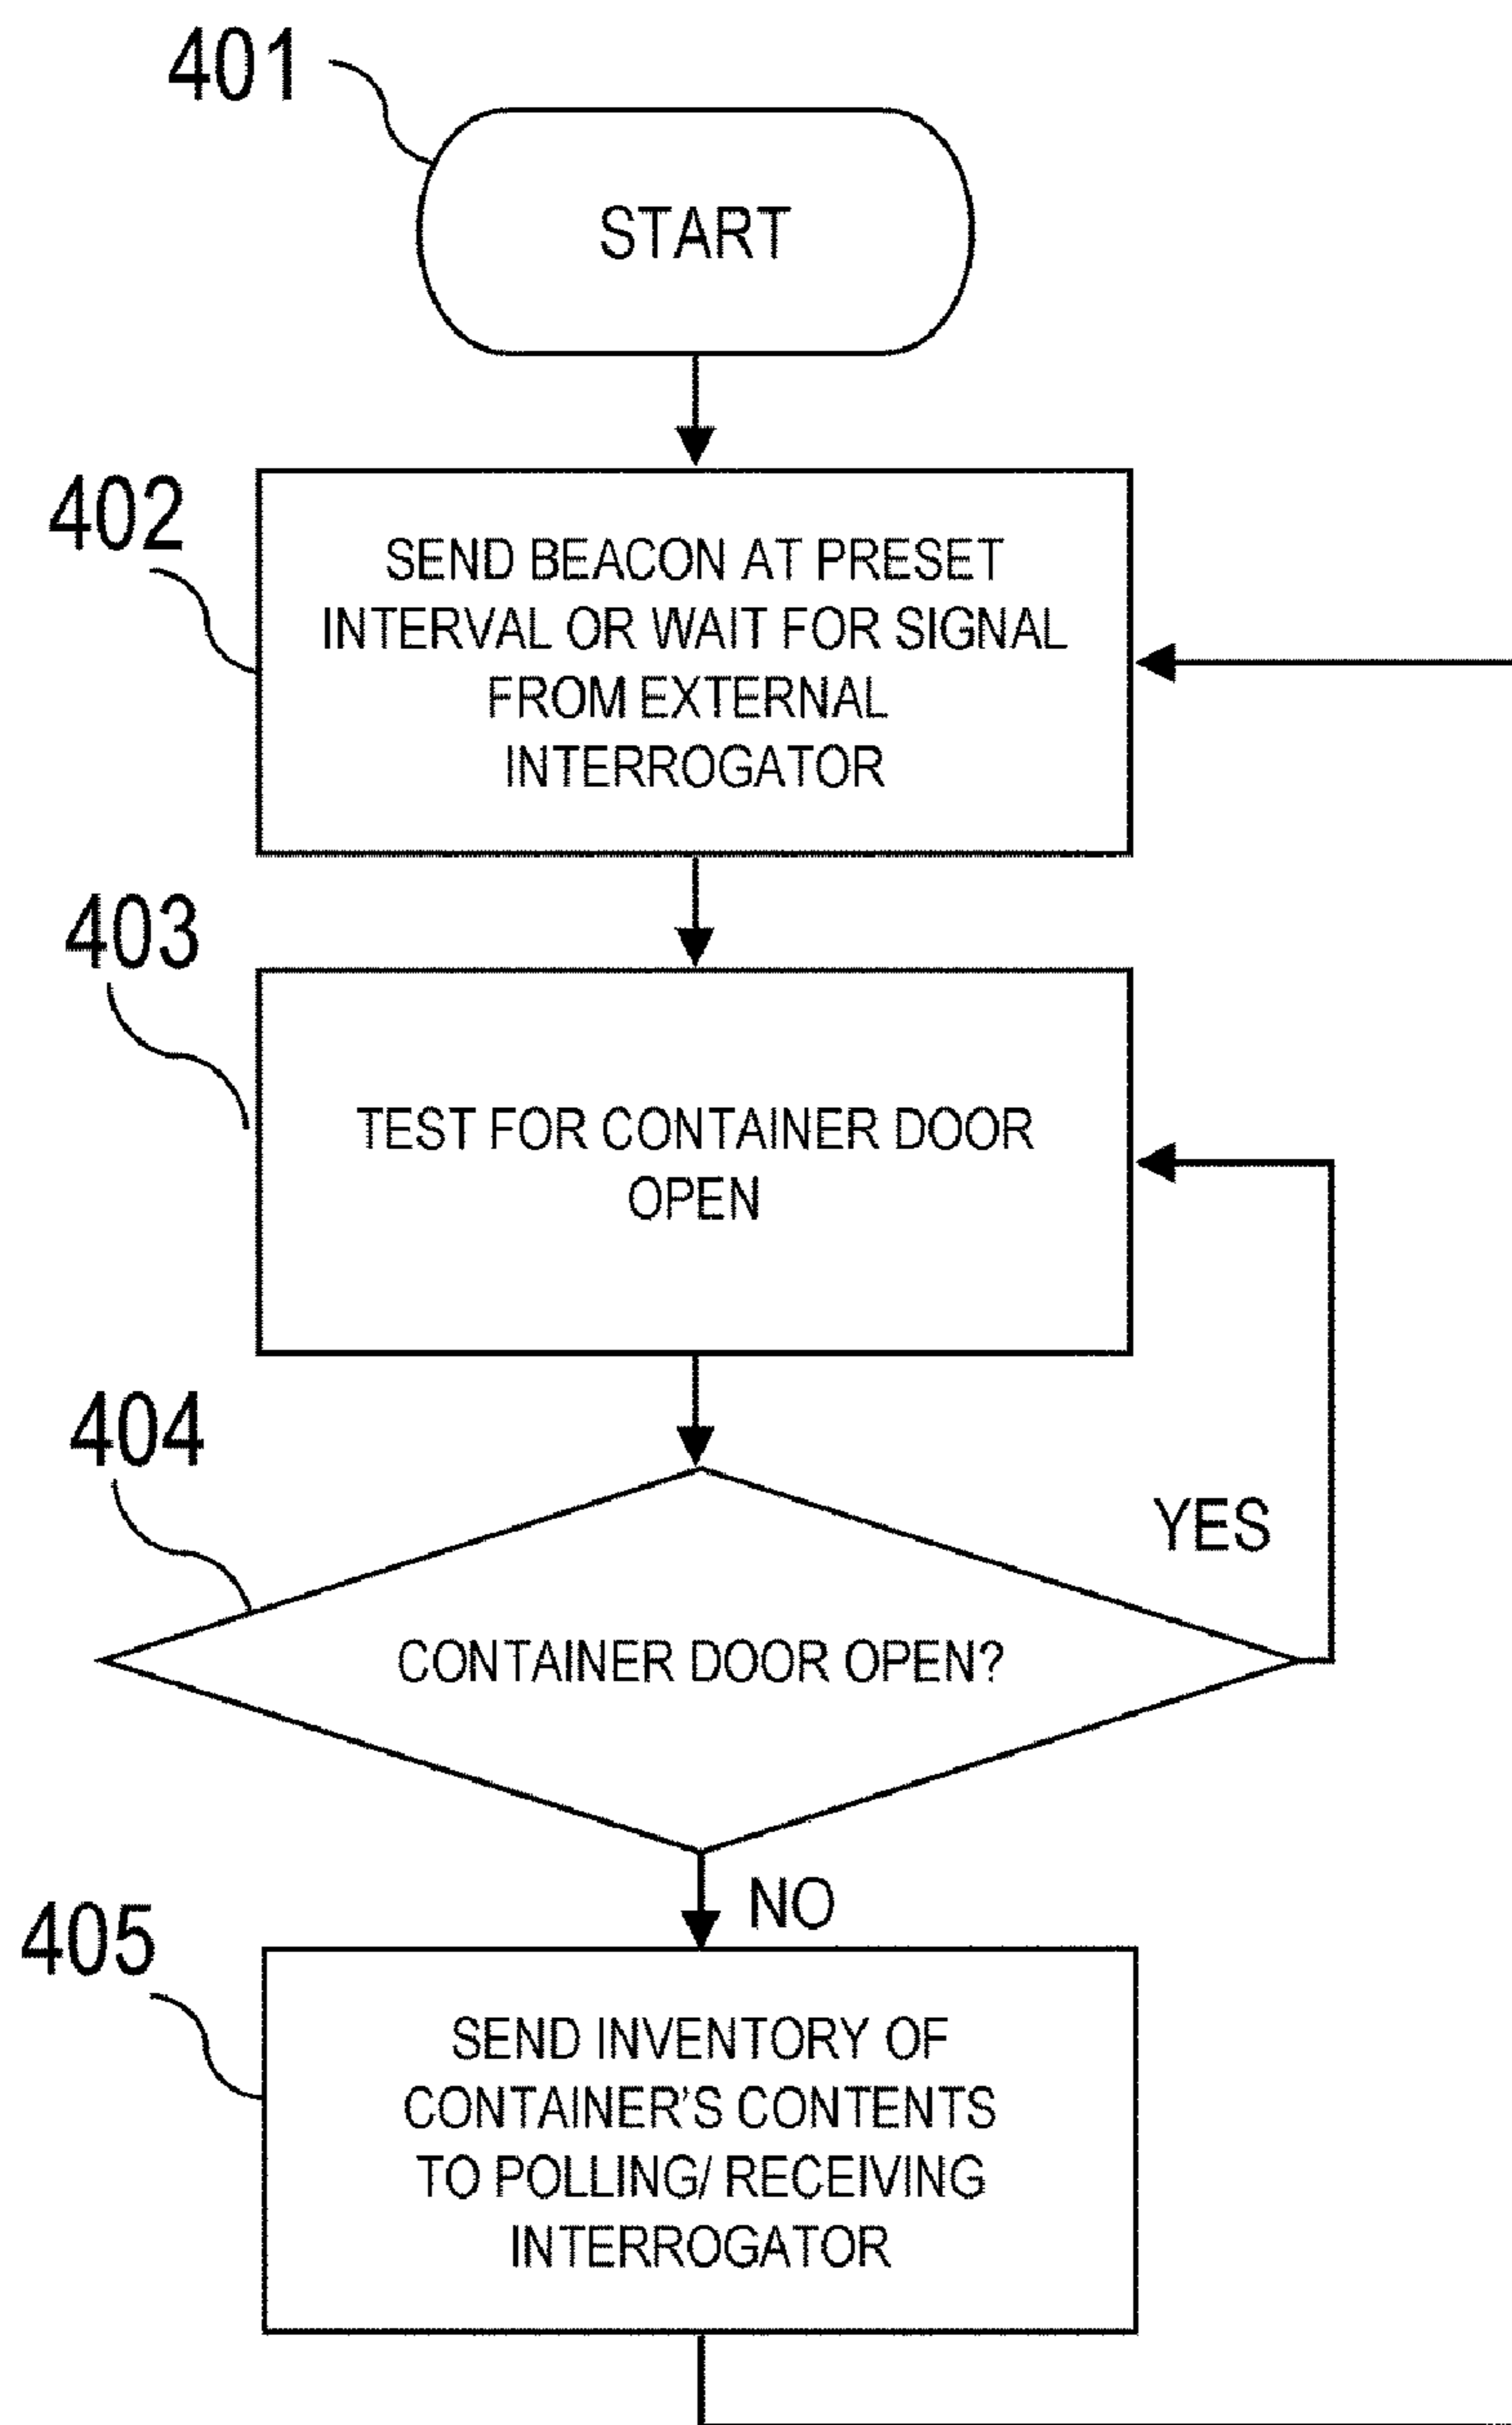 401
START
402
SEND BEACON AT PRESET
INTERVAL OR WAIT FOR SIGNAL
FROM EXTERNAL
INTERROGATOR
403
TEST FOR CONTAINER DOOR
OPEN
404
YES
CONTAINER DOOR OPEN?
NO
405
SEND INVENTORY OF
CONTAINER'S CONTENTS
TO POLLING/ RECEIVING
INTERROGATOR